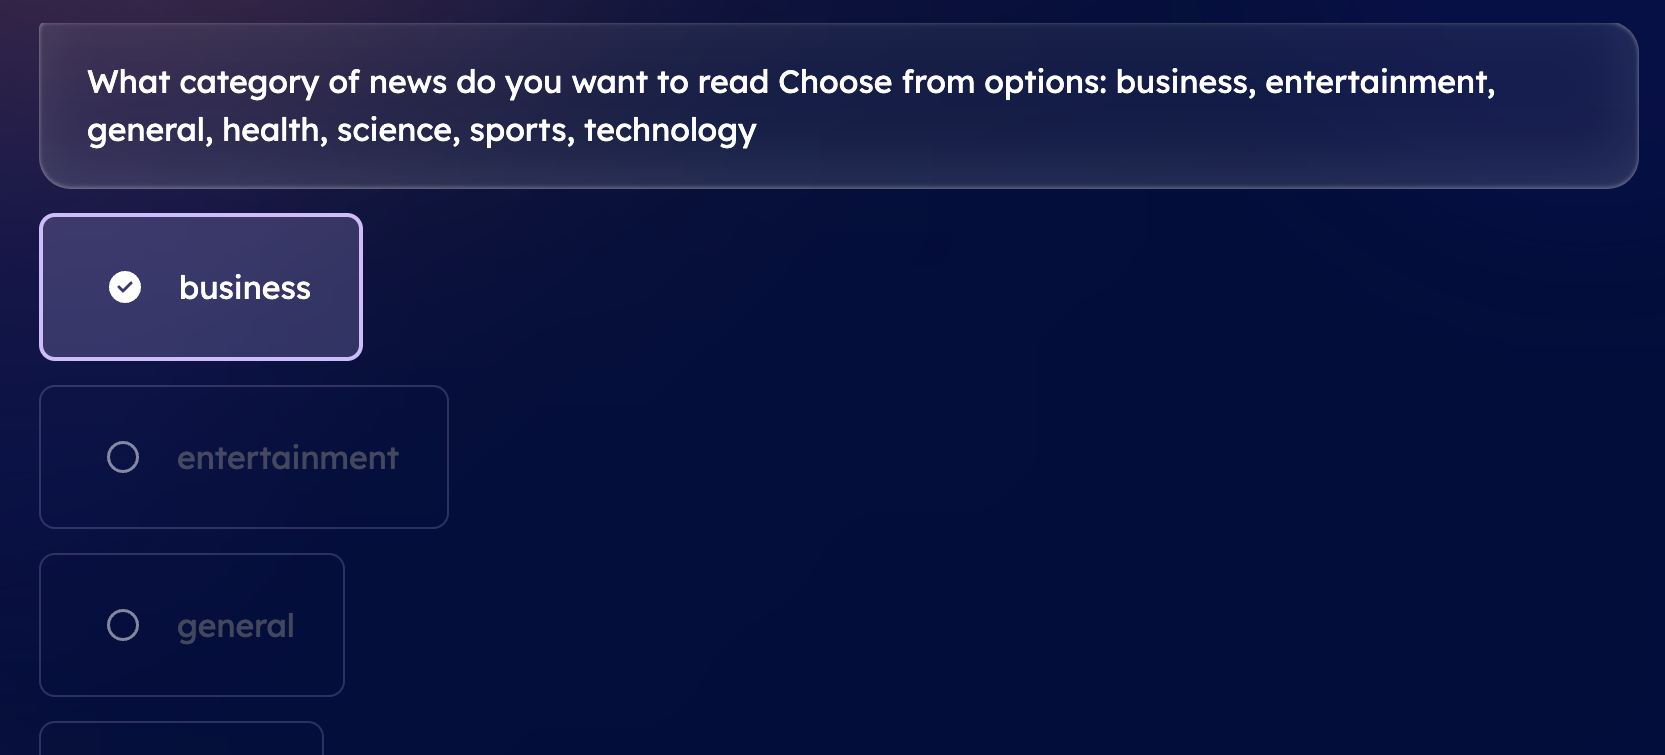 What category of news do you want to read Choose from options: business, entertainment,
general, health, science, sports, technology
business
entertainment
general